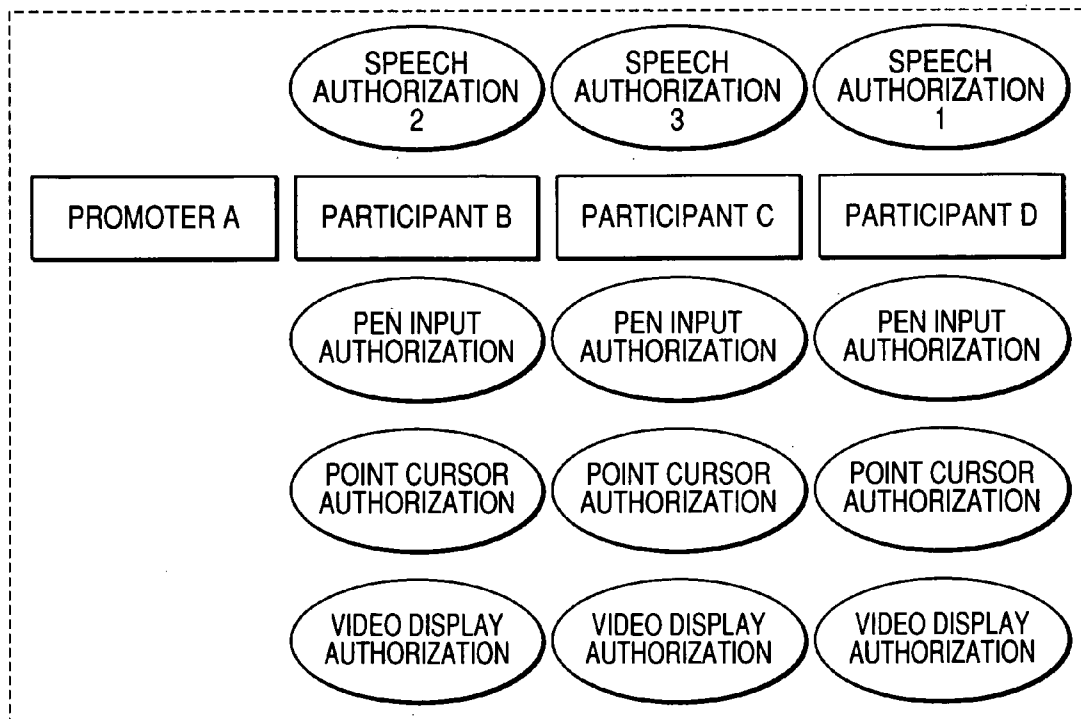 SPEECH
AUTHORIZATION
2
SPEECH
AUTHORIZATION
3
SPEECH
AUTHORIZATION
1
PROMOTER A
PARTICIPANT B
PARTICIPANT C
PARTICIPANT D
PEN INPUT
AUTHORIZATION
PEN INPUT
AUTHORIZATION
PEN INPUT
AUTHORIZATION
POINT CURSOR
AUTHORIZATION
POINT CURSOR
AUTHORIZATION
POINT CURSOR
AUTHORIZATION
VIDEO DISPLAY
AUTHORIZATION
VIDEO DISPLAY
AUTHORIZATION
VIDEO DISPLAY
AUTHORIZATION